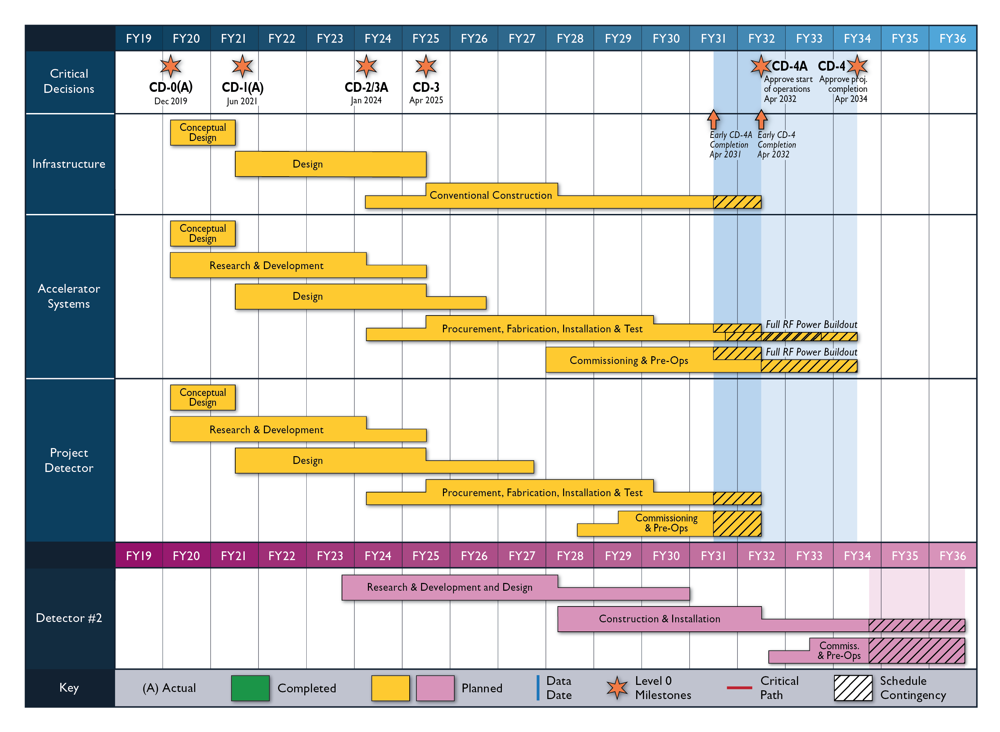 FY19 FY20 FY21 FY22 FY23 FY24 FY25 FY26 FY27 FY28 FY29 FY30 FY31 FY32 FY33 FY34 FY35 FY36
Critical
Decisions
CD-0(A)
Dec 2019
CD-1(A)
Jun 2021
CD-2/3A
Jan 2024
CD-3
Apr 2025
CD-4A
Approve start
of operations
Apr 2032
CD-4
Approve proj.
completion
Apr 2034
Infrastructure
Early CD-4A
Completion
Apr 2031
Early CD-4
Completion
Apr 2032
Conceptual
Design
Design
Conventional Construction
Accelerator
Systems
Conceptual
Design
Research & Development
Design
Procurement, Fabrication, Installation & Test
Full RF Power Buildout
Commissioning & Pre-Ops
Full RF Power Buildout
Project
Detector
Conceptual
Design
Research & Development
Design
Procurement, Fabrication, Installation & Test
Commissioning
& Pre-Ops
FY19 FY20 FY21 FY22 FY23 FY24 FY25 FY26 FY27 FY28 FY29 FY30 FY31 FY32 FY33 FY34 FY35 FY36
Detector #2
Research & Development and Design
Construction & Installation
Commiss.
& Pre-Ops
Key
(A) Actual
Completed
Planned
Data
Date
Level 0
Milestones
Critical
Path
Schedule
Contingency